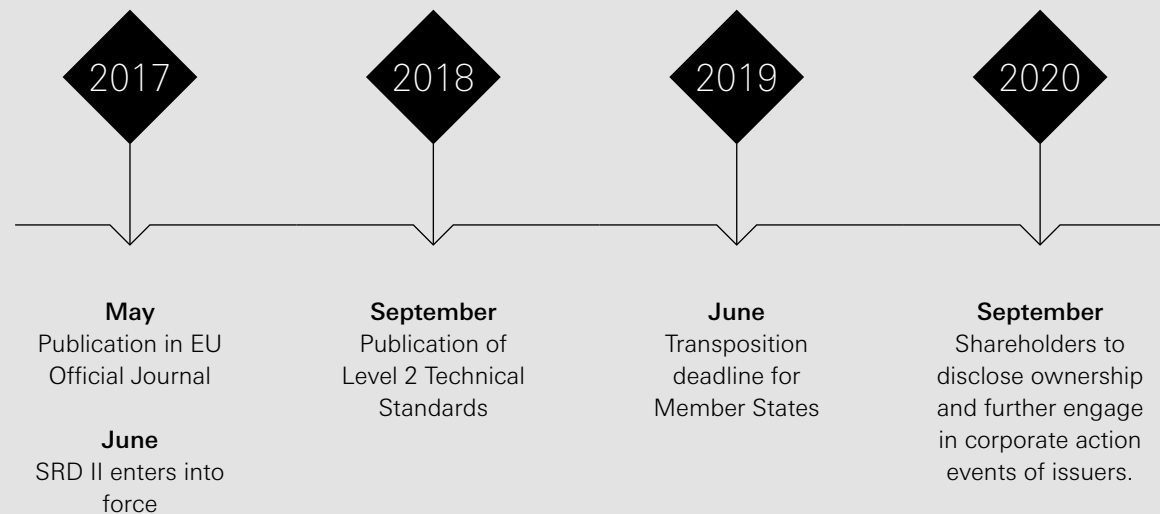 2017
May
Publication in EU
Official Journal
June
SRD II enters into
force
2018
September
Publication of
Level 2 Technical
Standards
2019
June
Transposition
deadline for
Member States
2020
September
Shareholders to
disclose ownership
and further engage
in corporate action
events of issuers.